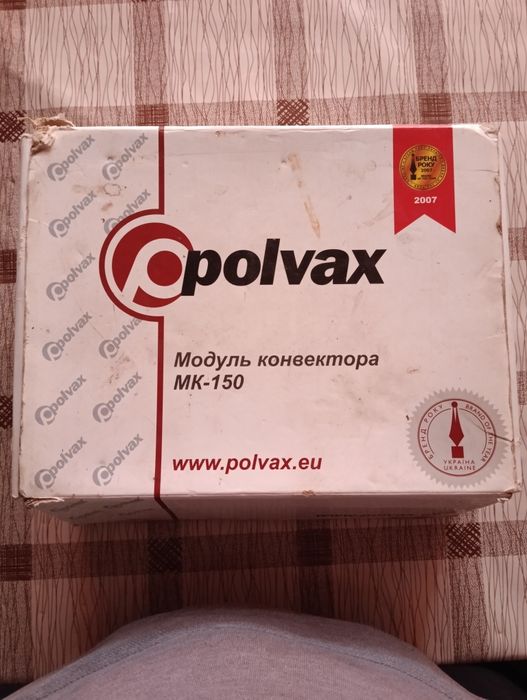 polvax
polvax
polvax
polvax
polvax
polvax
polvax
polvax
polvax
polvax
polvax
polvax
БРЕНД
РОКУ
2007
2007
polvax
Модуль конвектора
МК-150
www.polvax.eu
БРЕНД РОКУ
BRAND OF THE YEAR
УКРАЇНА
UKRAINE